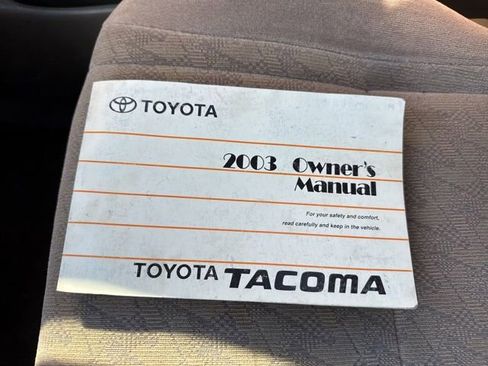 TOYOTA
2003 Owner's
Manual
For your safety and comfort,
read carefully and keep in the vehicle.
TOYOTA TACOMA